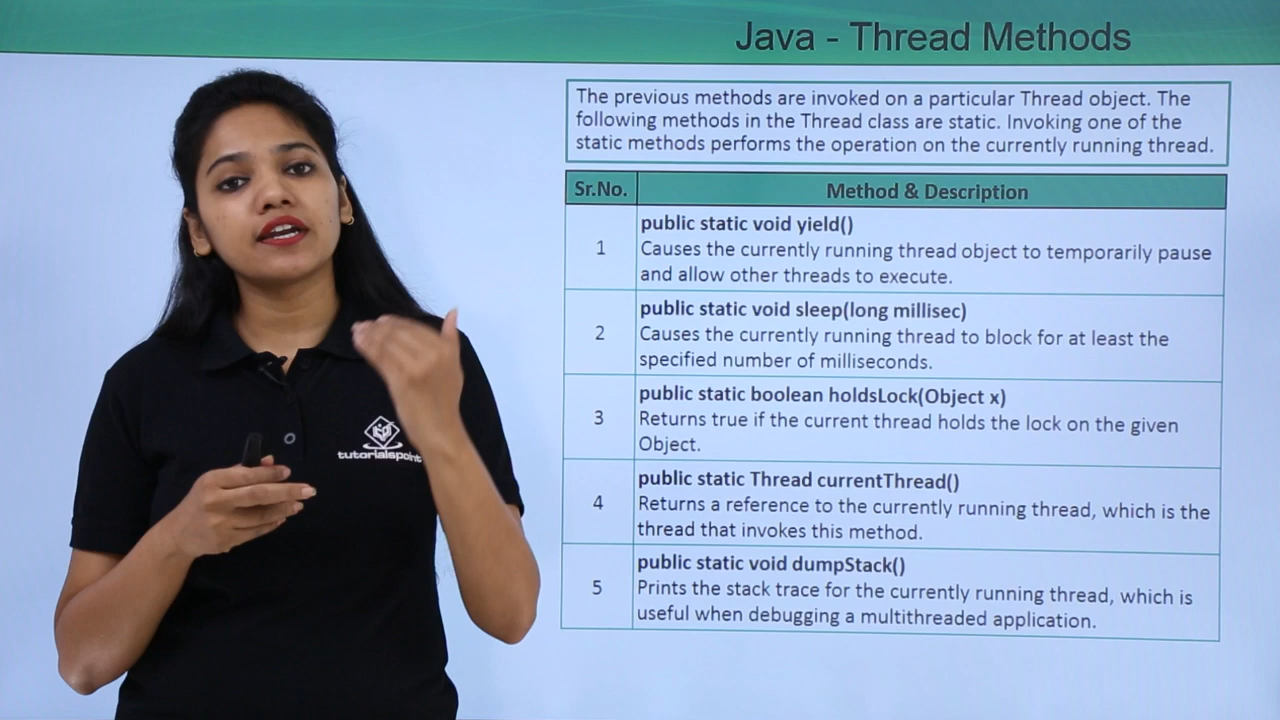 Java - Thread Methods
The previous methods are invoked on a particular Thread object. The
following methods in the Thread class are static. Invoking one of the
static methods performs the operation on the currently running thread.
Sr.No. Method & Description
1
public static void yield()
Causes the currently running thread object to temporarily pause
and allow other threads to execute.
2
public static void sleep(long millisec)
Causes the currently running thread to block for at least the
specified number of milliseconds.
3
public static boolean holdsLock(Object x)
Returns true if the current thread holds the lock on the given
Object.
4
public static Thread currentThread()
Returns a reference to the currently running thread, which is the
thread that invokes this method.
5
public static void dumpStack()
Prints the stack trace for the currently running thread, which is
useful when debugging a multithreaded application.
tutorialspoint